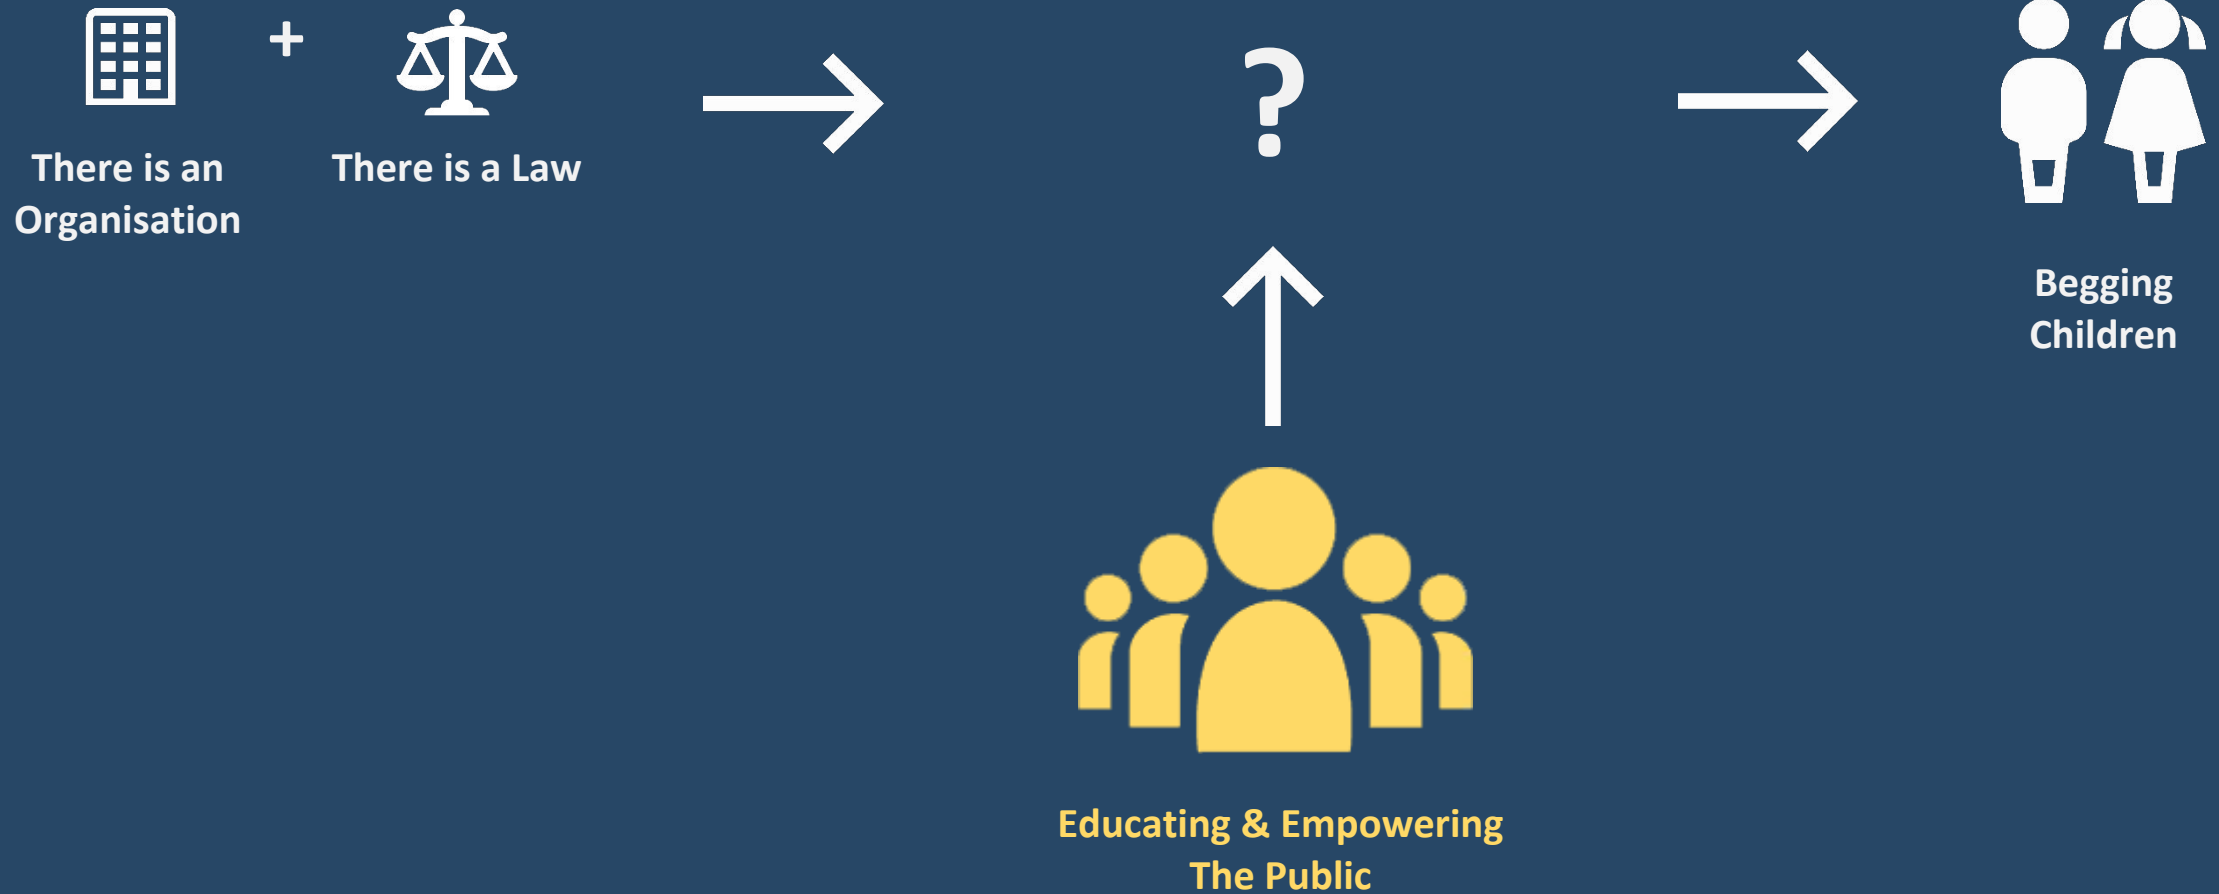 +
?
There is an
Organisation
There is a Law
Begging
Children
Educating & Empowering
The Public